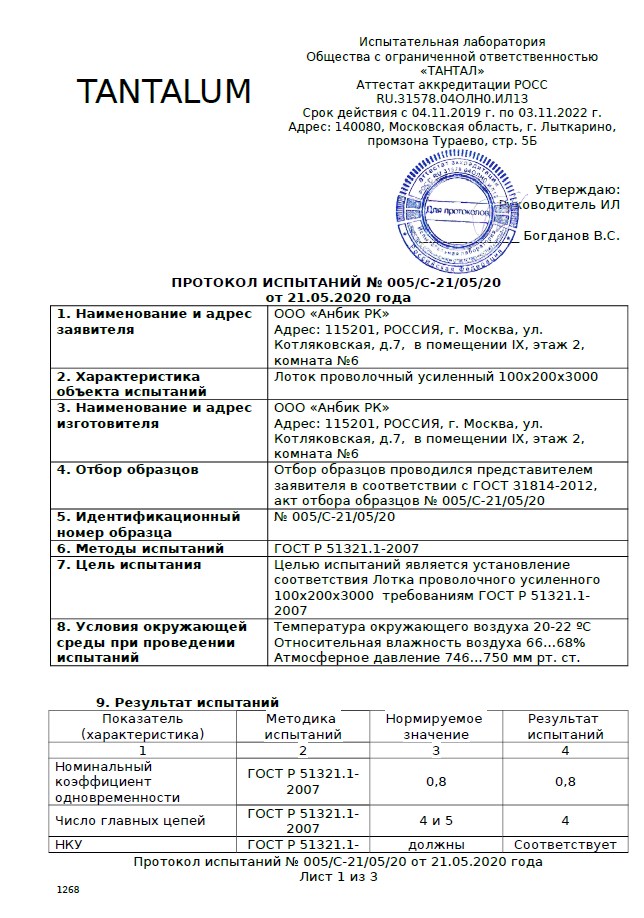 TANTALUM
Испытательная лаборатория
Общества с ограниченной ответственностью
«ТАНТАЛ»
Аттестат аккредитации РОСС
RU.31578.04ОЛН0.ИЛ13
Срок действия с 04.11.2019 г. по 03.11.2022 г.
Адрес: 140080, Московская область, г. Лыткарино,
промзона Тураево, стр. 5Б
Для протоколов
Российская Федерация
Утверждаю:
Руководитель ИЛ
Богданов В.С.
ПРОТОКОЛ ИСПЫТАНИЙ № 005/С-21/05/20
от 21.05.2020 года
1. Наименование и адрес
заявителя
ООО «Анбик РК»
Адрес: 115201, РОССИЯ, г. Москва, ул.
Котляковская, д.7, в помещении IX, этаж 2,
комната №6
2. Характеристика
объекта испытаний
Лоток проволочный усиленный 100х200х3000
3. Наименование и адрес
изготовителя
ООО «Анбик РК»
Адрес: 115201, РОССИЯ, г. Москва, ул.
Котляковская, д.7, в помещении IX, этаж 2,
комната №6
4. Отбор образцов
Отбор образцов проводился представителем
заявителя в соответствии с ГОСТ 31814-2012,
акт отбора образцов № 005/С-21/05/20
5. Идентификационный
номер образца
№ 005/С-21/05/20
6. Методы испытаний
ГОСТ Р 51321.1-2007
7. Цель испытания
Целью испытаний является установление
соответствия Лотка проволочного усиленного
100х200х3000 требованиям ГОСТ Р 51321.1-
2007
8. Условия окружающей
среды при проведении
испытаний
Температура окружающего воздуха 20-22 ºС
Относительная влажность воздуха 66…68%
Атмосферное давление 746…750 мм рт. ст.
9. Результат испытаний
Показатель
(характеристика)
Методика
испытаний
Нормируемое
значение
Результат
испытаний
1
2
3
4
Номинальный
коэффициент
одновременности
ГОСТ Р 51321.1-
2007
0,8
0,8
Число главных цепей
ГОСТ Р 51321.1-
2007
4 и 5
4
НКУ
ГОСТ Р 51321.1-
должны
Соответствует
Протокол испытаний № 005/С-21/05/20 от 21.05.2020 года
Лист 1 из 3
1268